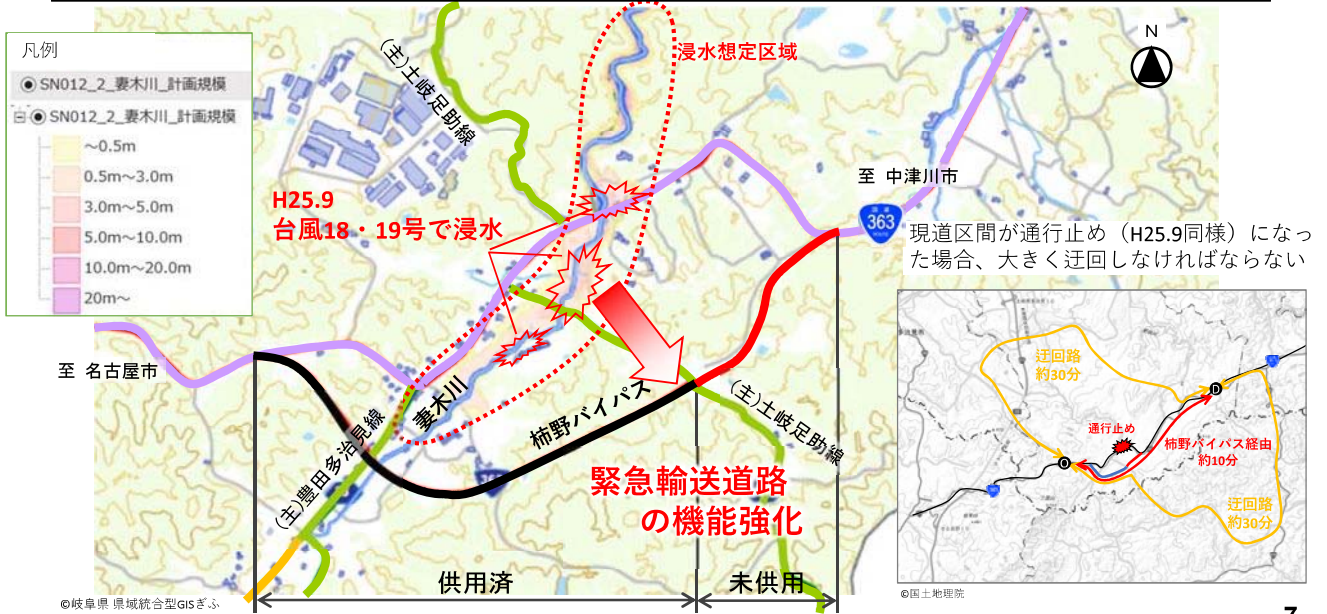 凡例
SN012_2_妻木川_計画規模
SN012_2_妻木川_計画規模
～0.5m
0.5m～3.0m
3.0m～5.0m
5.0m～10.0m
10.0m～20.0m
20m～
(主)土岐足助線
浸水想定区域
N
H25.9
台風18・19号で浸水
至 中津川市
363
ROUTE
現道区間が通行止め（H25.9同様）になっ
た場合、大きく迂回しなければならない
至 名古屋市
妻木川
柿野バイパス
(主)土岐足助線
(主)豊田多治見線
緊急輸送道路
の機能強化
供用済
未供用
迂回路
約30分
D
通行止め
柿野バイパス経由
約10分
O
迂回路
約30分
©岐阜県 県域統合型GISぎふ
©国土地理院